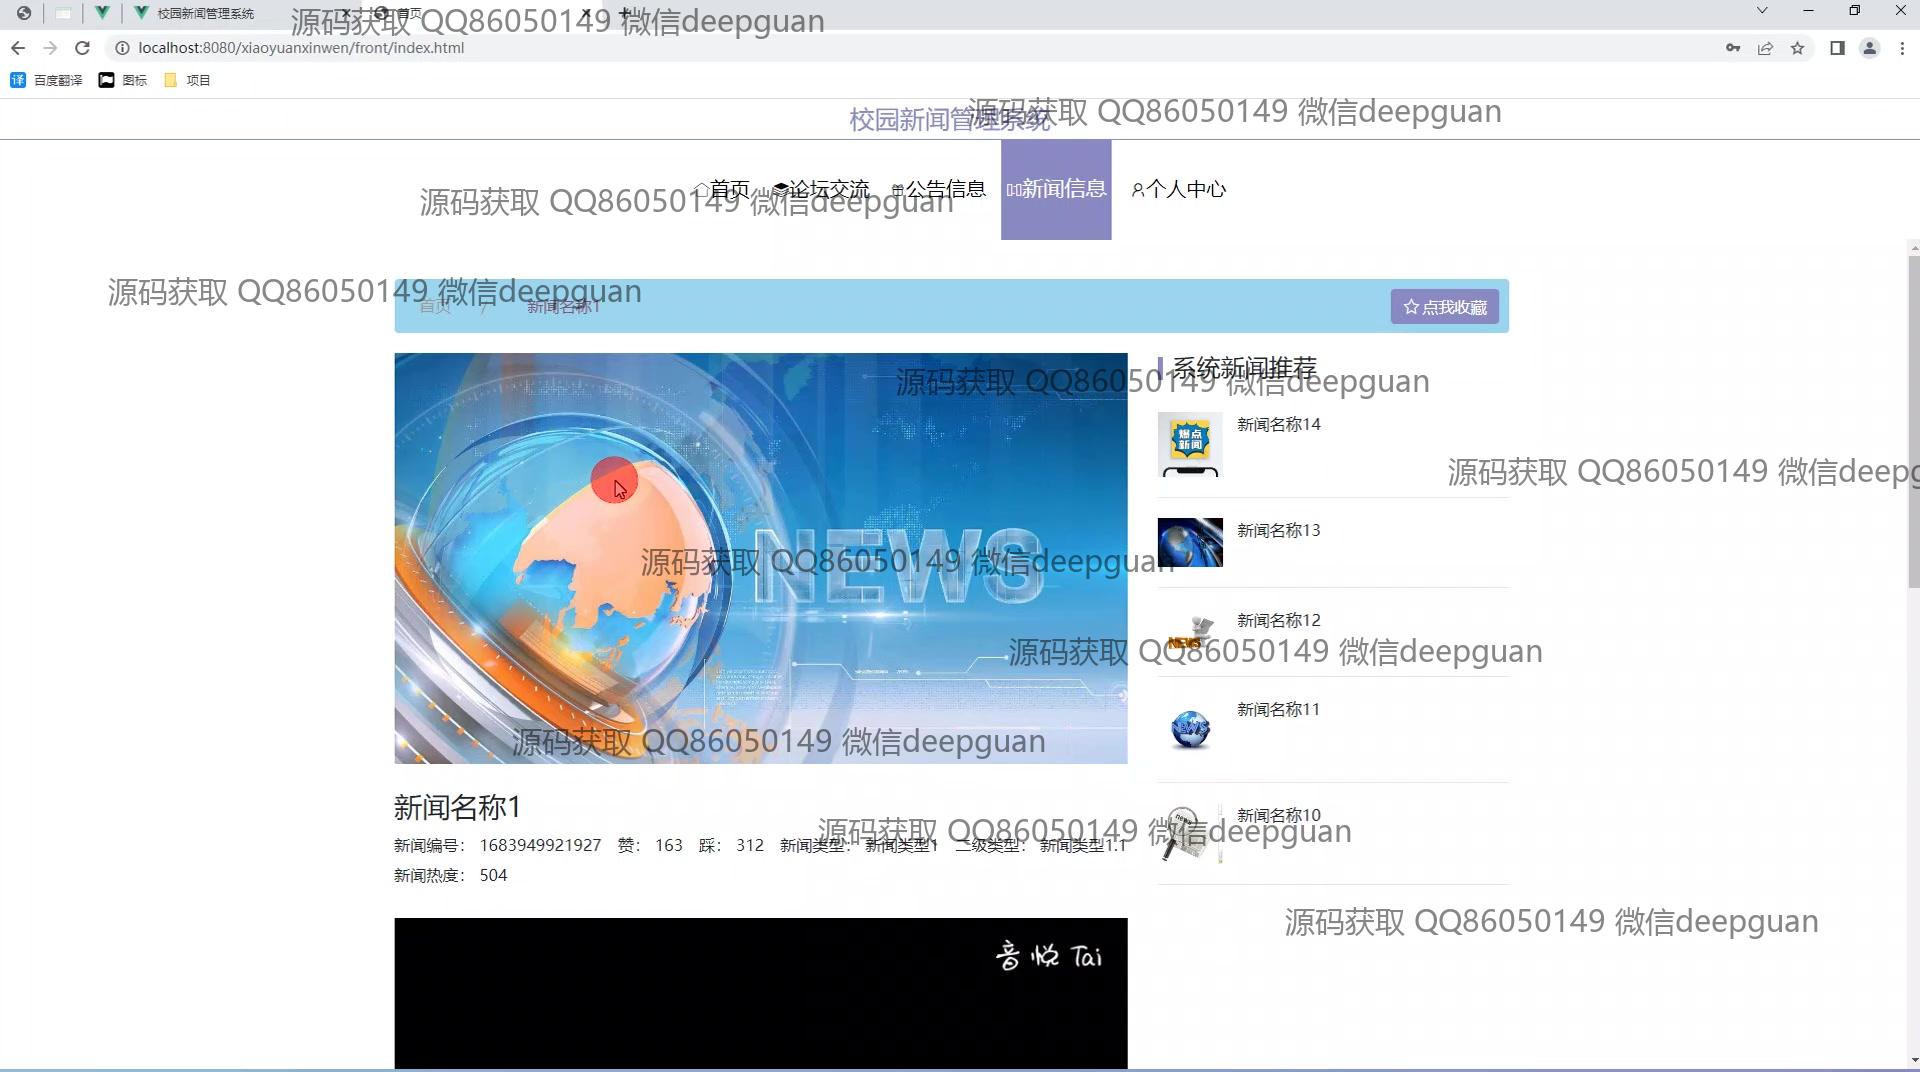 校园新闻管理系统
首页
源码获取 QQ86050149 微信deepguan
localhost:8080/xiaoyuanxinwen/front/index.html
百度翻译 图标 项目
校园新闻管理系统
源码获取 QQ86050149 微信deepguan
首页 论坛交流 公告信息 新闻信息 个人中心
源码获取 QQ86050149 微信deepguan
源码获取 QQ86050149 微信deepguan
首页 / 新闻名称1
点我收藏
系统新闻推荐
源码获取 QQ86050149 微信deepguan
爆点
新闻
新闻名称14
源码获取 QQ86050149 微信deepg
新闻名称13
NEWS
源码获取 QQ86050149 微信deepguan
NEWS
新闻名称12
源码获取 QQ86050149 微信deepguan
NEWS
新闻名称11
源码获取 QQ86050149 微信deepguan
新闻名称1
news
新闻名称10
源码获取 QQ86050149 微信deepguan
新闻编号： 1683949921927 赞： 163 踩： 312 新闻类型： 新闻类型1 二级类型： 新闻类型1.1
新闻热度： 504
源码获取 QQ86050149 微信deepguan
音悦Tai